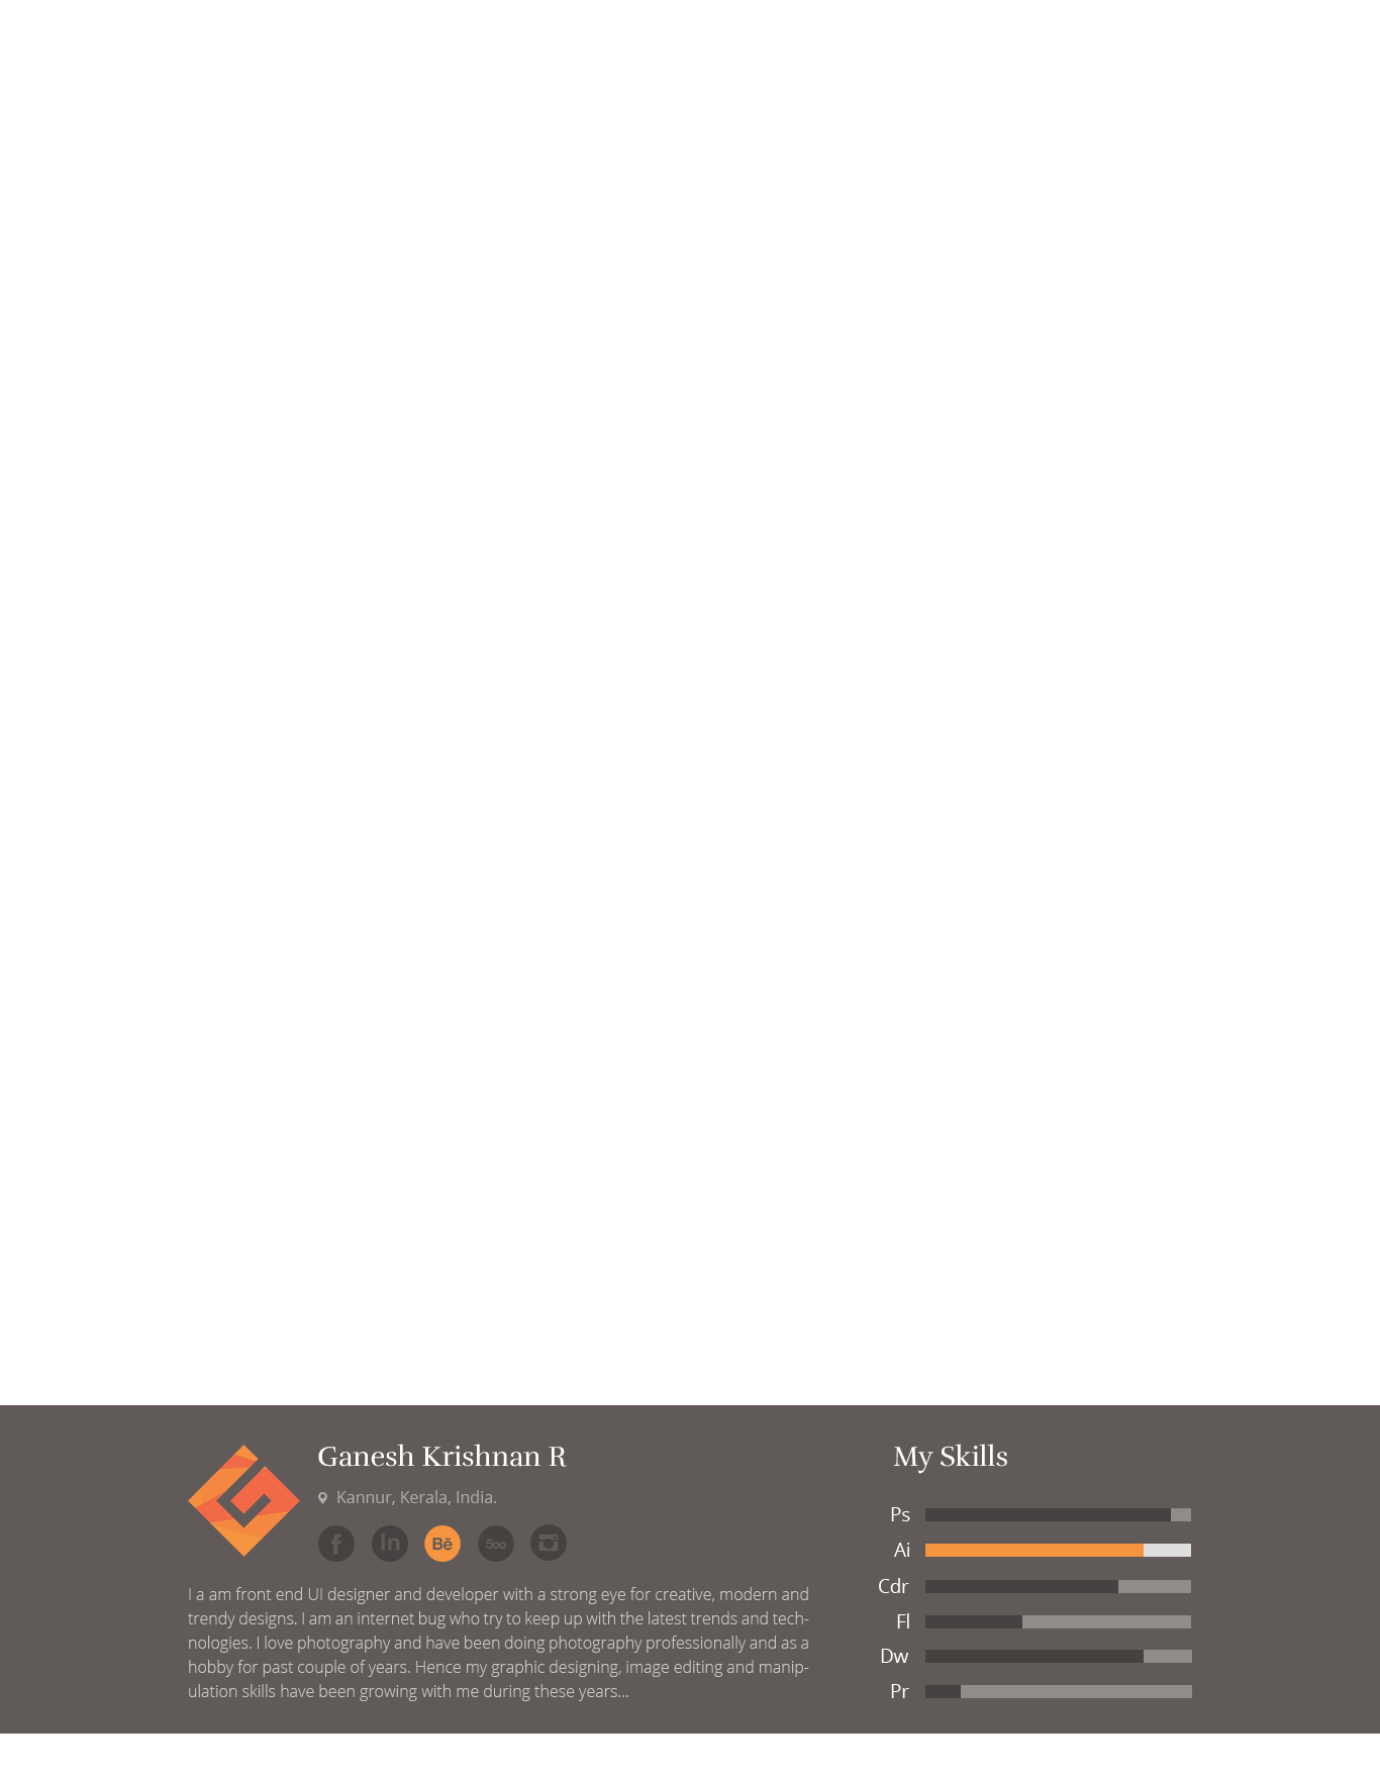 Ganesh Krishnan R
Kannur, Kerala, India.
f
In
Bē
500
I a am front end UI designer and developer with a strong eye for creative, modern and
trendy designs. I am an internet bug who try to keep up with the latest trends and tech-
nologies. I love photography and have been doing photography professionally and as a
hobby for past couple of years. Hence my graphic designing, image editing and manip-
ulation skills have been growing with me during these years...
My Skills
Ps
Ai
Cdr
Fl
Dw
Pr